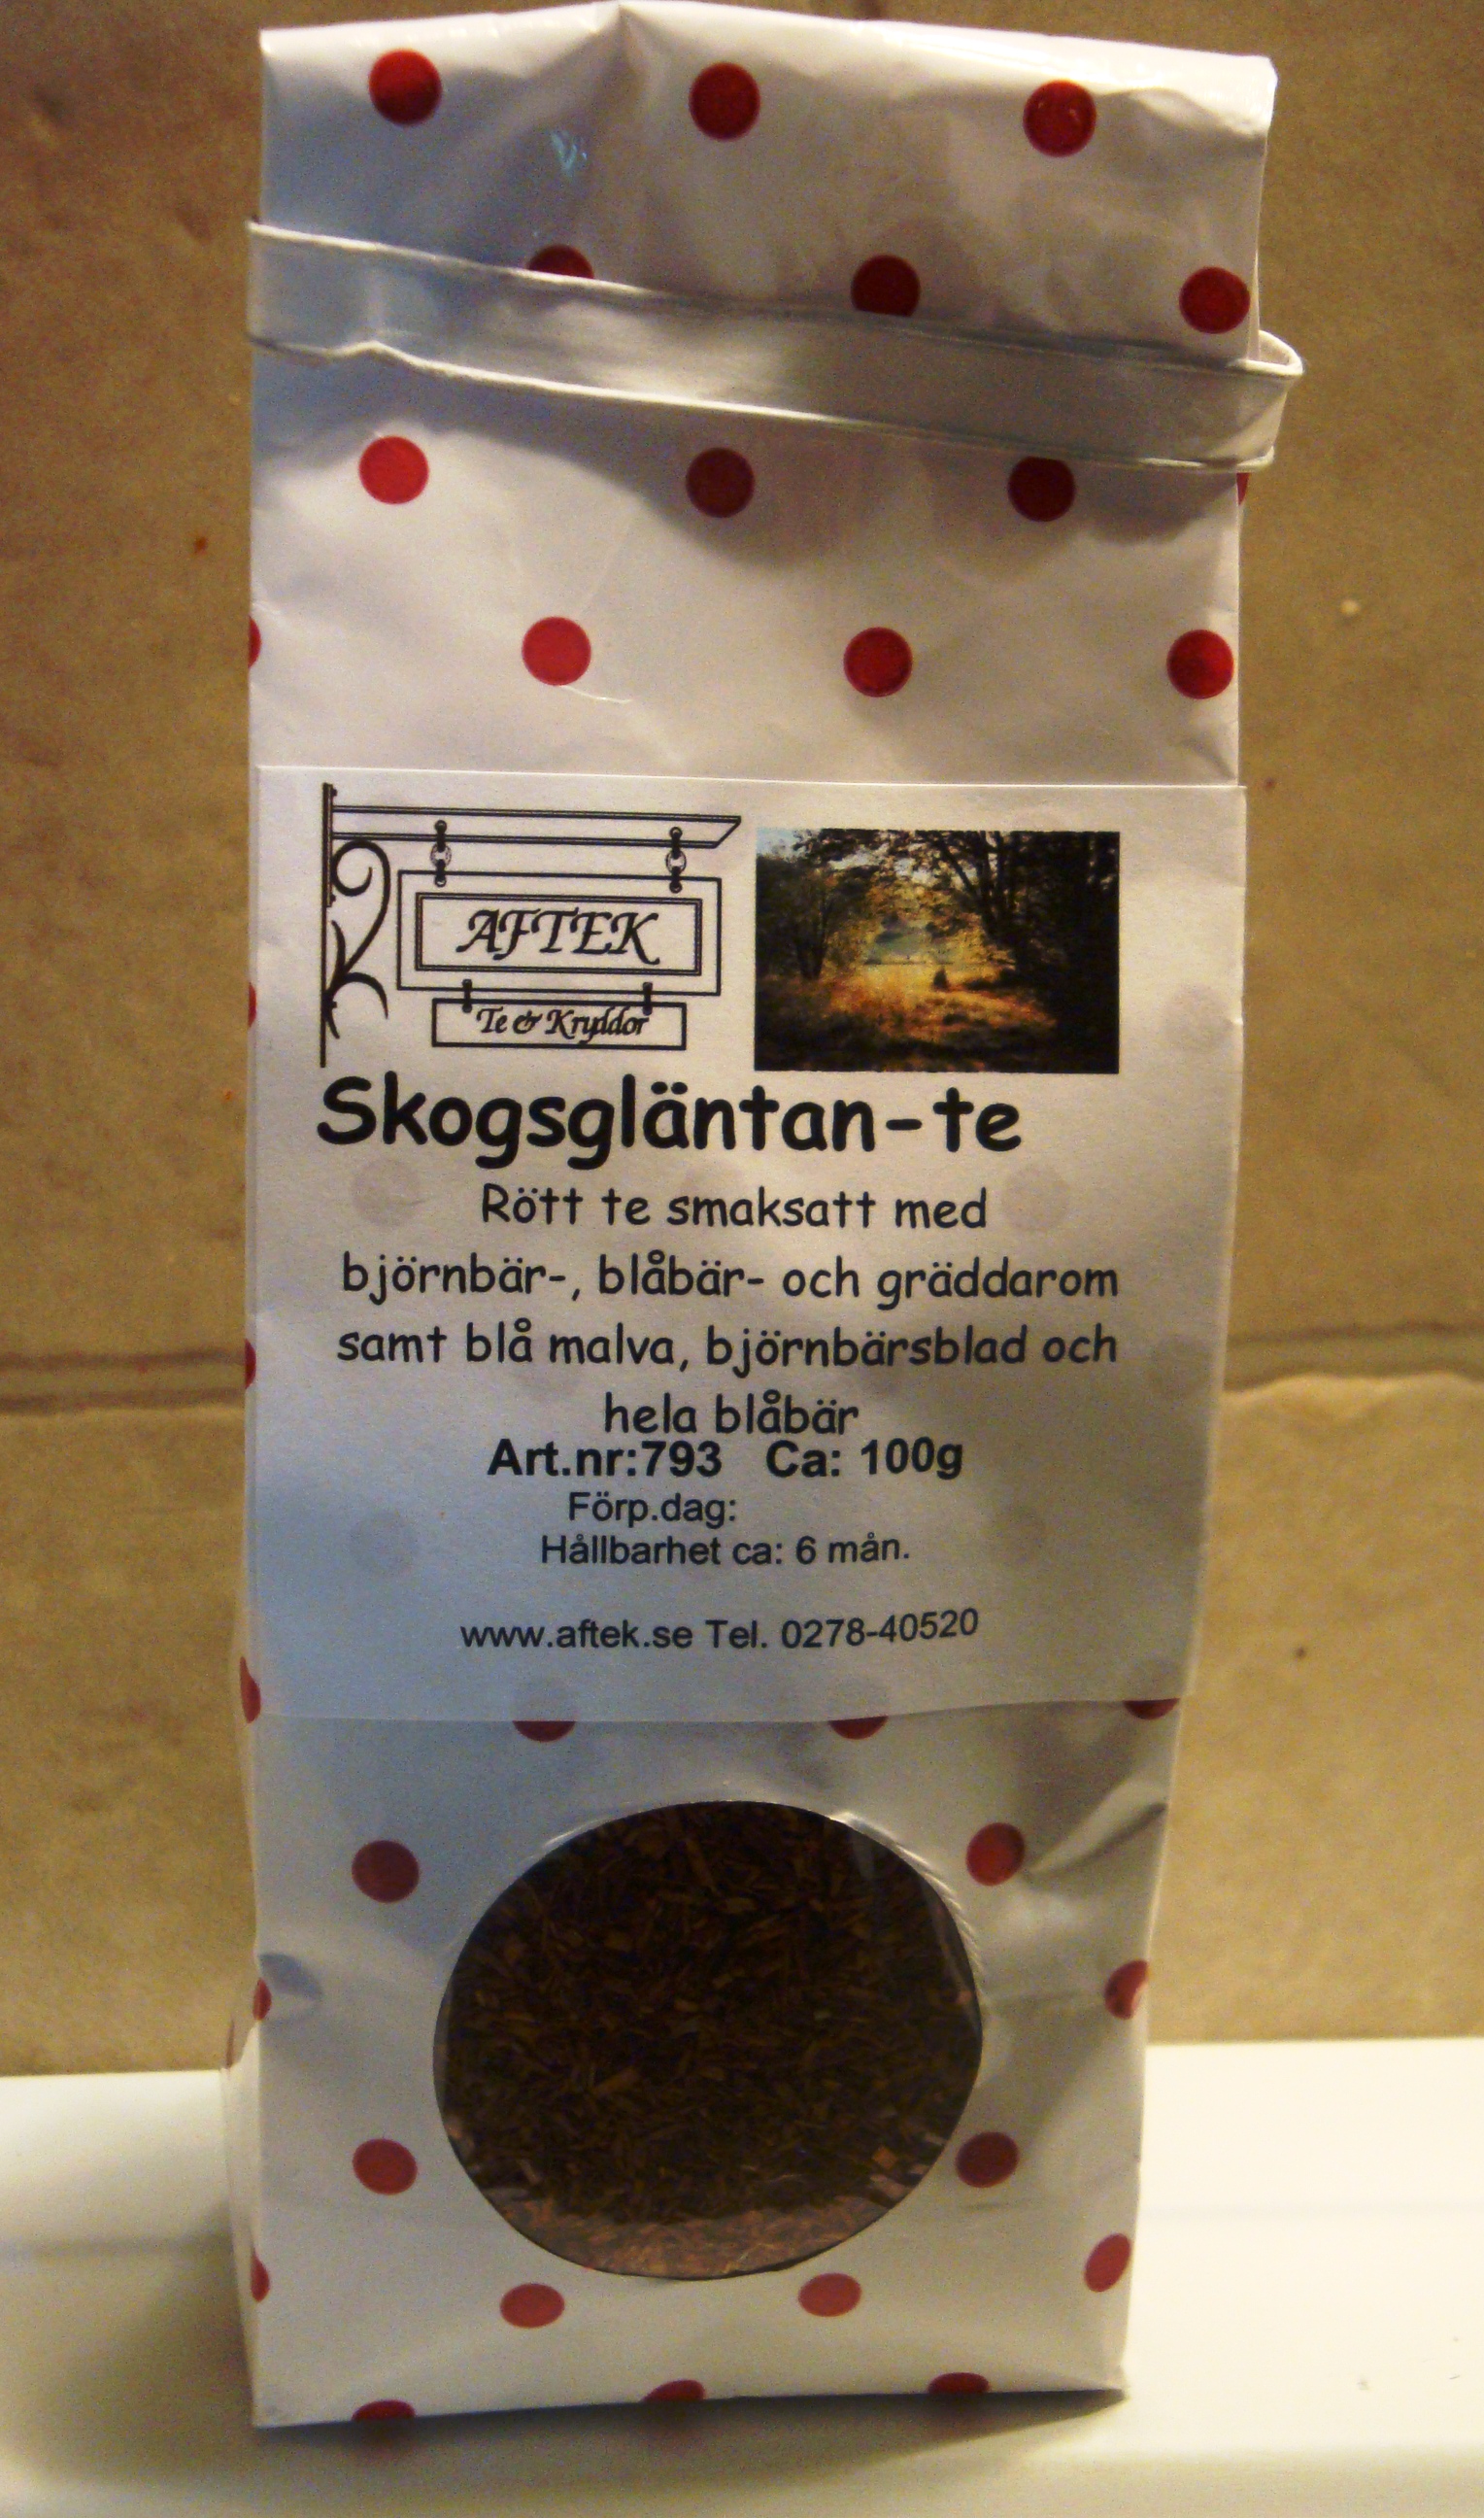 AFTEK
Te & Kryddor
Skogsgläntan-te
Rött te smaksatt med
björnbär-, blåbär- och gräddarom
samt blå malva, björnbärsblad och
hela blåbär
Art.nr:793 Ca: 100g
Förp.dag:
Hållbarhet ca: 6 mån.
www.aftek.se Tel. 0278-40520